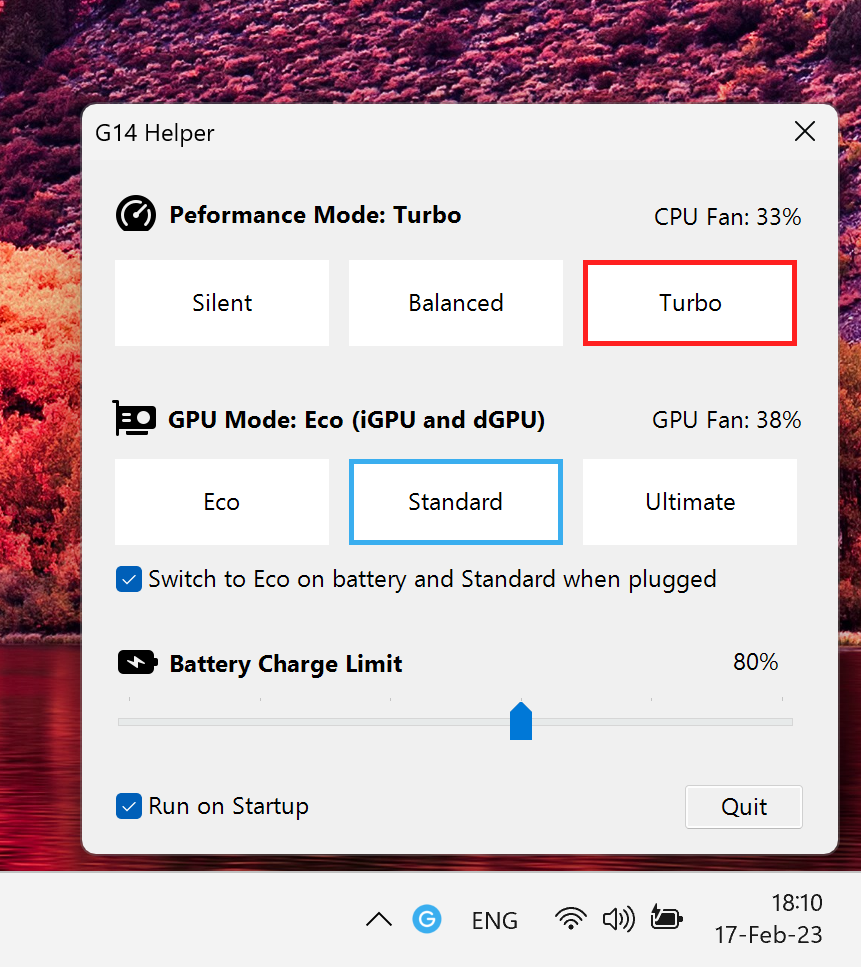 G14 Helper
Peformance Mode: Turbo
CPU Fan: 33%
Silent
Balanced
Turbo
GPU Mode: Eco (iGPU and dGPU)
GPU Fan: 38%
Eco
Standard
Ultimate
Switch to Eco on battery and Standard when plugged
Battery Charge Limit
80%
Run on Startup
Quit
G
ENG
18:10
17-Feb-23